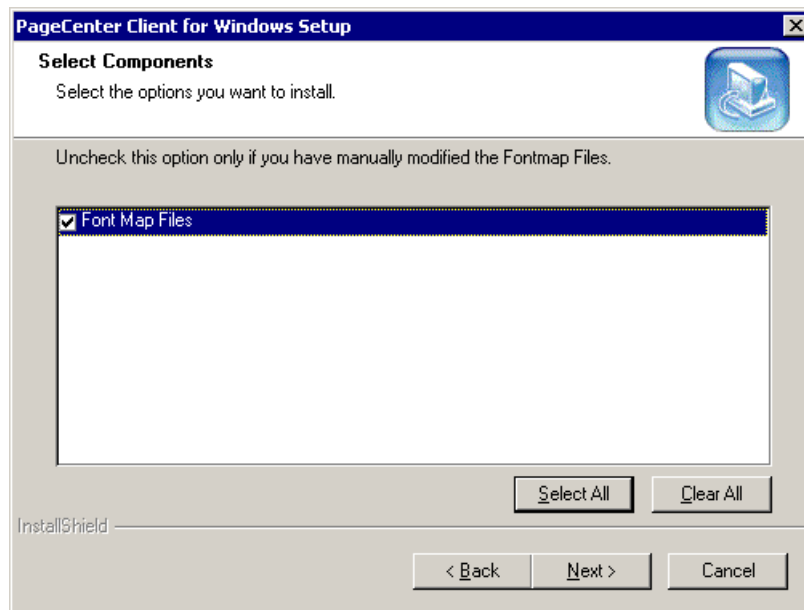 PageCenter Client for Windows Setup
Select Components
Select the options you want to install.
Uncheck this option only if you have manually modified the Fontmap Files.
Font Map Files
Select All
Clear All
InstallShield
< Back
Next >
Cancel